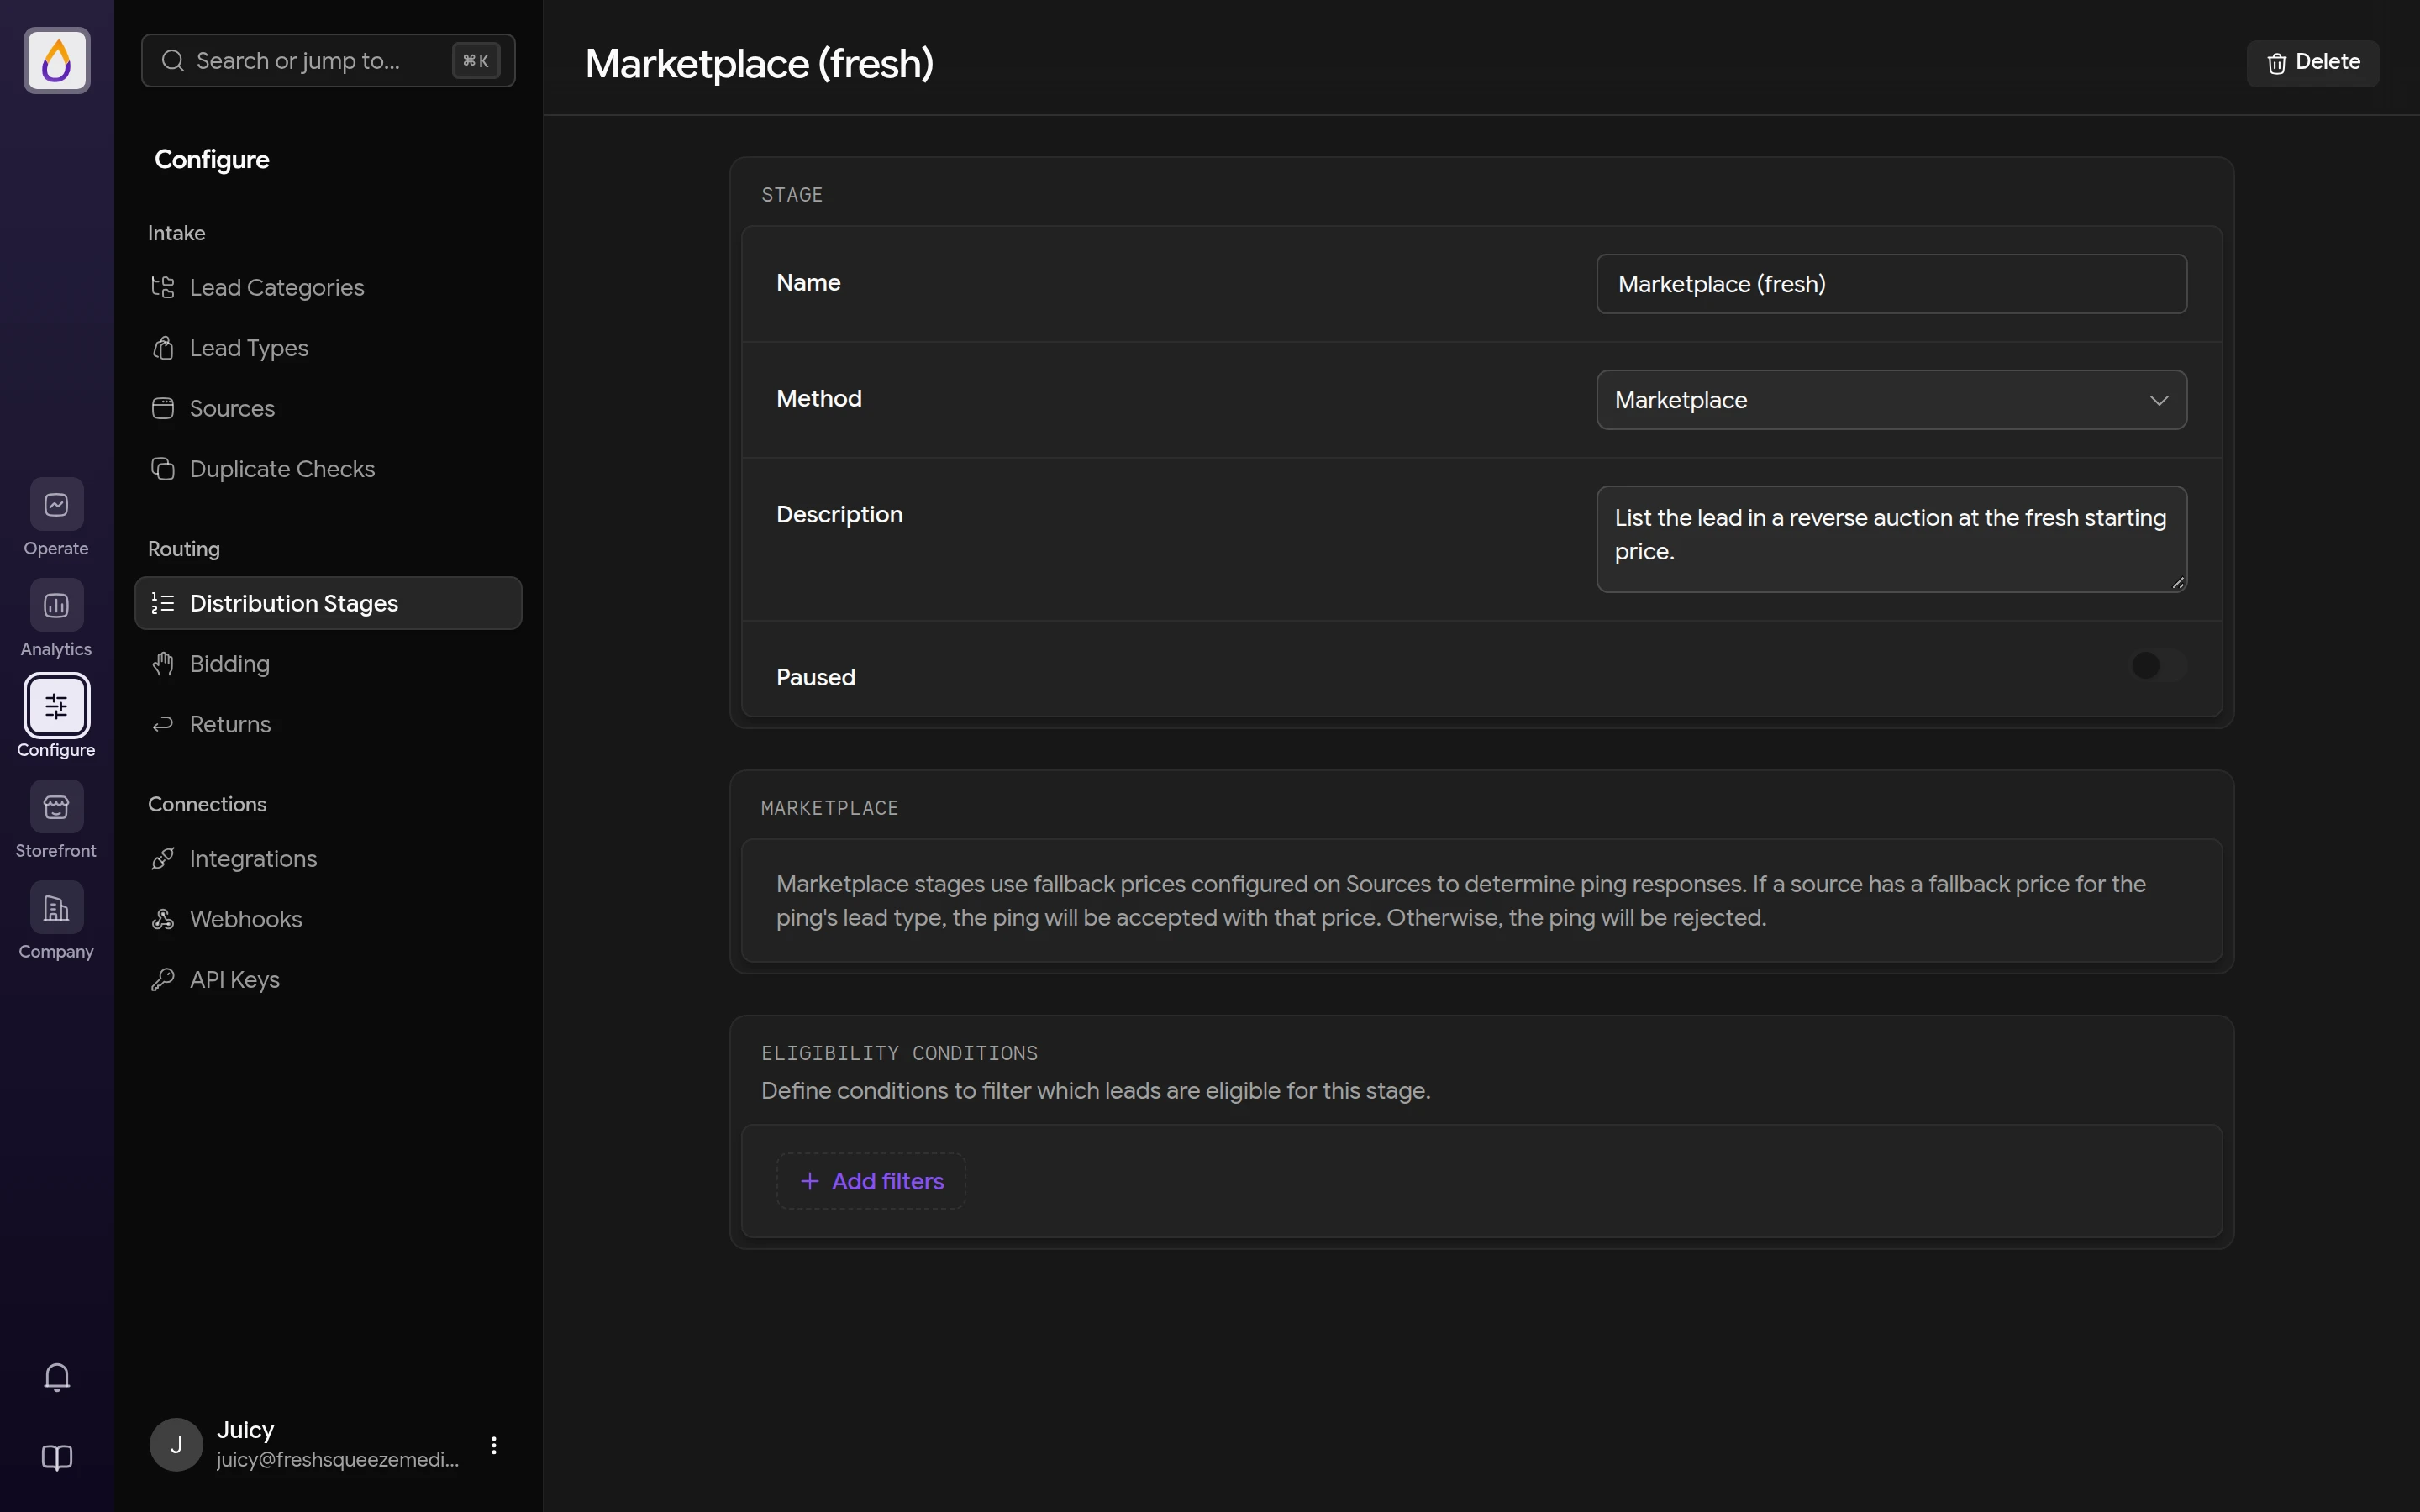 Search or jump to...
⌘ K
Configure
Intake
Lead Categories
Lead Types
Sources
Duplicate Checks
Routing
Distribution Stages
Bidding
Returns
Connections
Integrations
Webhooks
API Keys
Operate
Analytics
Configure
Storefront
Company
J
Juicy
juicy@freshsqueezemedi...
Marketplace (fresh)
Delete
STAGE
Name
Marketplace (fresh)
Method
Marketplace
Description
List the lead in a reverse auction at the fresh starting
price.
Paused
MARKETPLACE
Marketplace stages use fallback prices configured on Sources to determine ping responses. If a source has a fallback price for the
ping's lead type, the ping will be accepted with that price. Otherwise, the ping will be rejected.
ELIGIBILITY CONDITIONS
Define conditions to filter which leads are eligible for this stage.
Add filters